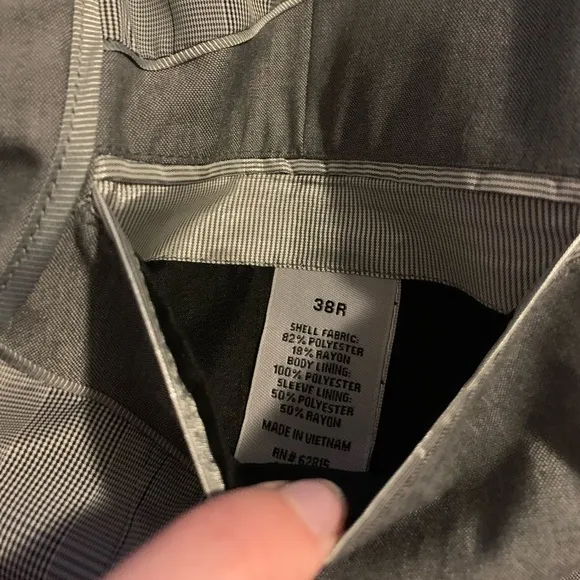 38R
SHELL FABRIC:
82% POLYESTER
18% RAYON
BODY LINING:
100% POLYESTER
SLEEVE LINING:
50% POLYESTER
50% RAYON
MADE IN VIETNAM
RN# 62815